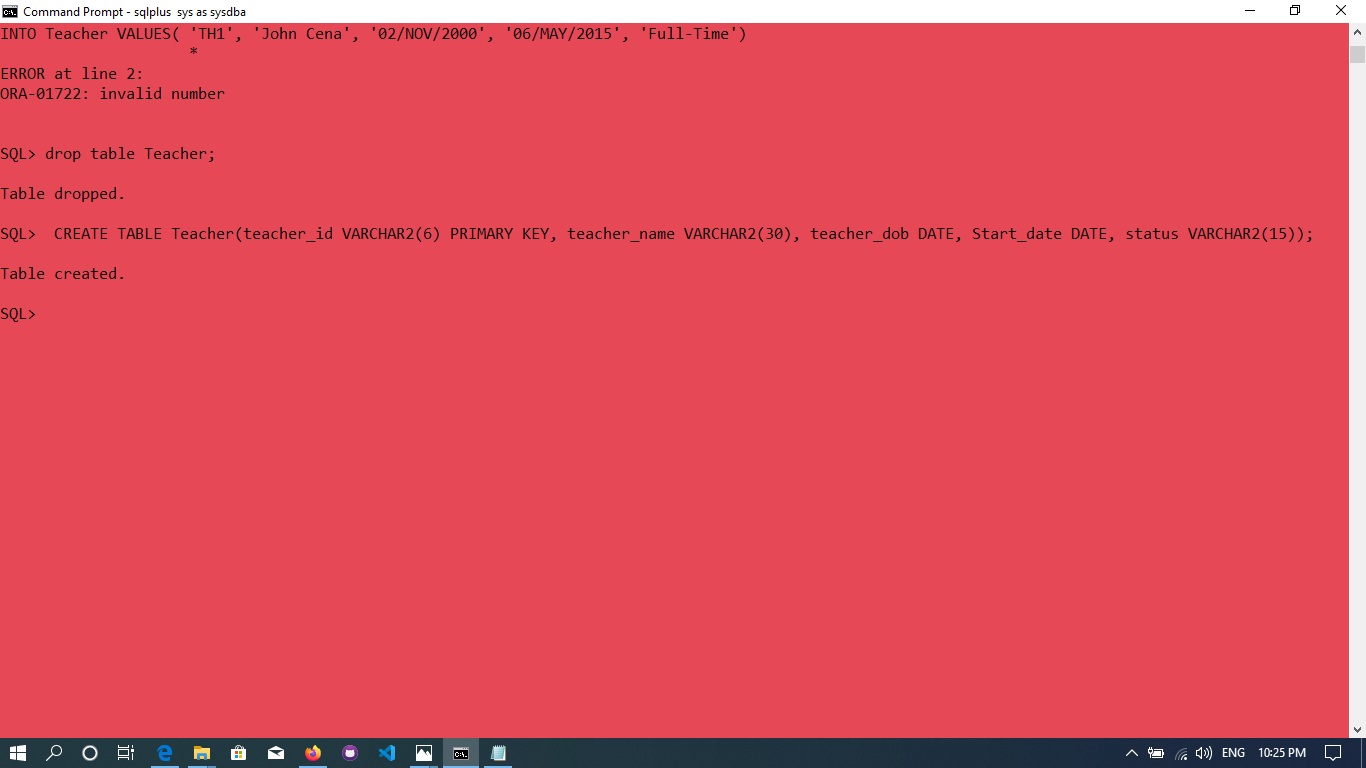 Command Prompt - sqlplus  sys as sysdba
INTO Teacher VALUES( 'TH1', 'John Cena', '02/NOV/2000', '06/MAY/2015', 'Full-Time')
*
ERROR at line 2:
ORA-01722: invalid number
SQL> drop table Teacher;
Table dropped.
SQL>  CREATE TABLE Teacher(teacher_id VARCHAR2(6) PRIMARY KEY, teacher_name VARCHAR2(30), teacher_dob DATE, Start_date DATE, status VARCHAR2(15));
Table created.
SQL>
ENG 10:25 PM